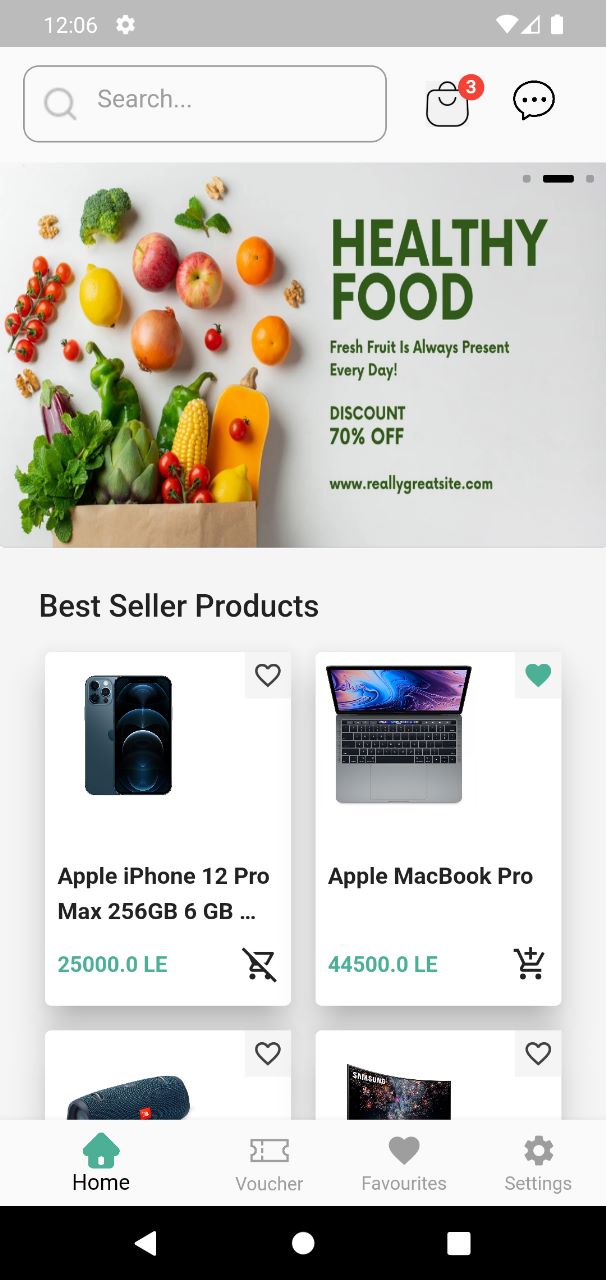 12:06
Search...
3
HEALTHY
FOOD
Fresh Fruit Is Always Present
Every Day!
DISCOUNT
70% OFF
www.reallygreatsite.com
Best Seller Products
Apple iPhone 12 Pro
Max 256GB 6 GB ...
25000.0 LE
Apple MacBook Pro
44500.0 LE
JBL
SAMSUNG
Home
Voucher
Favourites
Settings